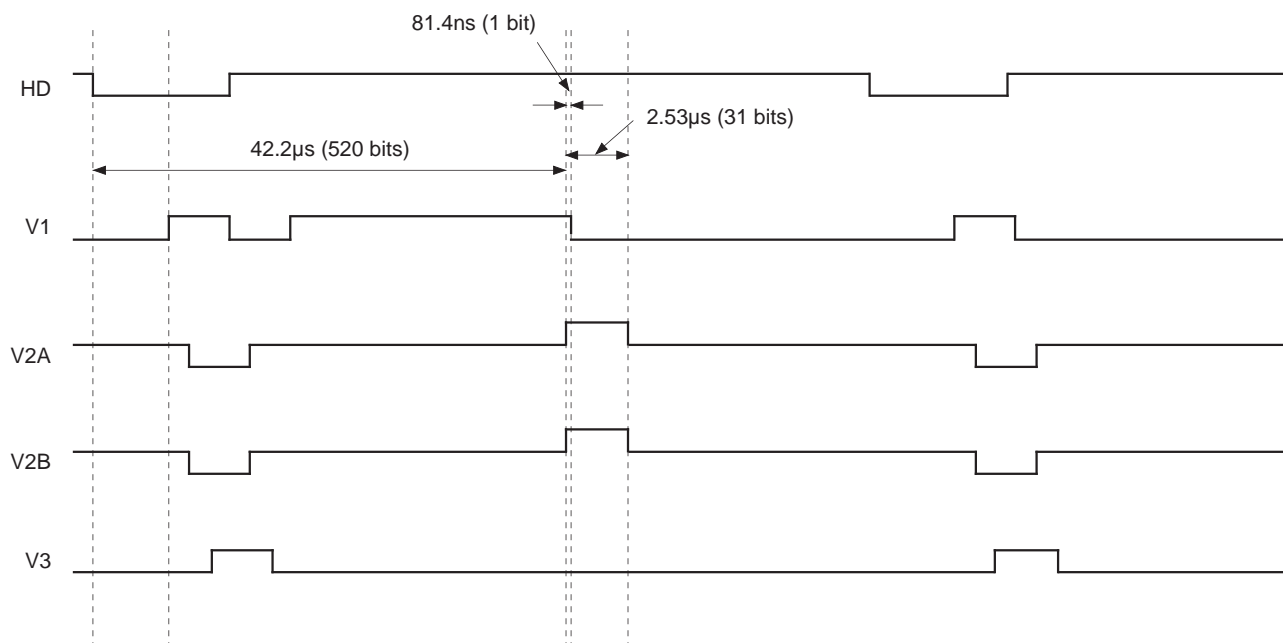 81.4ns (1 bit)
HD
2.53µs (31 bits)
42.2µs (520 bits)
V1
V2A
V2B
V3